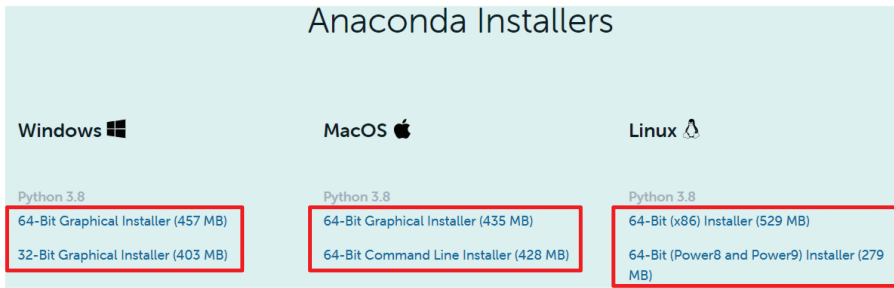 Anaconda Installers
Windows
MacOS
Linux
Python 3.8
Python 3.8
Python 3.8
64-Bit Graphical Installer (457 MB)
64-Bit Graphical Installer (435 MB)
64-Bit (x86) Installer (529 MB)
32-Bit Graphical Installer (403 MB)
64-Bit Command Line Installer (428 MB)
64-Bit (Power8 and Power9) Installer (279
MB)